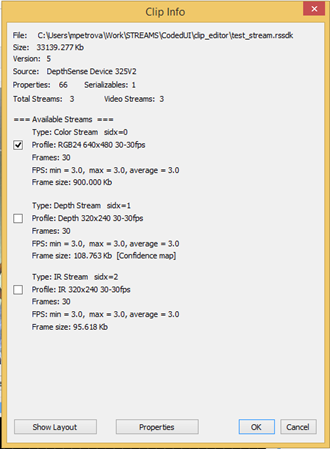 Clip Info
File: C:\Users\mpetrova\Work\STREAMS\CodedUI\clip_editor\test_stream.rssdk
Size: 33139.277 Kb
Version: 5
Source: DepthSense Device 325V2
Properties: 66 Serializables: 1
Total Streams: 3 Video Streams: 3
=== Available Streams ===
Type: Color Stream sidx=0
Profile: RGB24 640x480 30-30fps
Frames: 30
FPS: min = 3.0, max = 3.0, average = 3.0
Frame size: 900.000 Kb
Type: Depth Stream sidx=1
Profile: Depth 320x240 30-30fps
Frames: 30
FPS: min = 3.0, max = 3.0, average = 3.0
Frame size: 108.763 Kb [Confidence map]
Type: IR Stream sidx=2
Profile: IR 320x240 30-30fps
Frames: 30
FPS: min = 3.0, max = 3.0, average = 3.0
Frame size: 95.618 Kb
Show Layout Properties OK Cancel